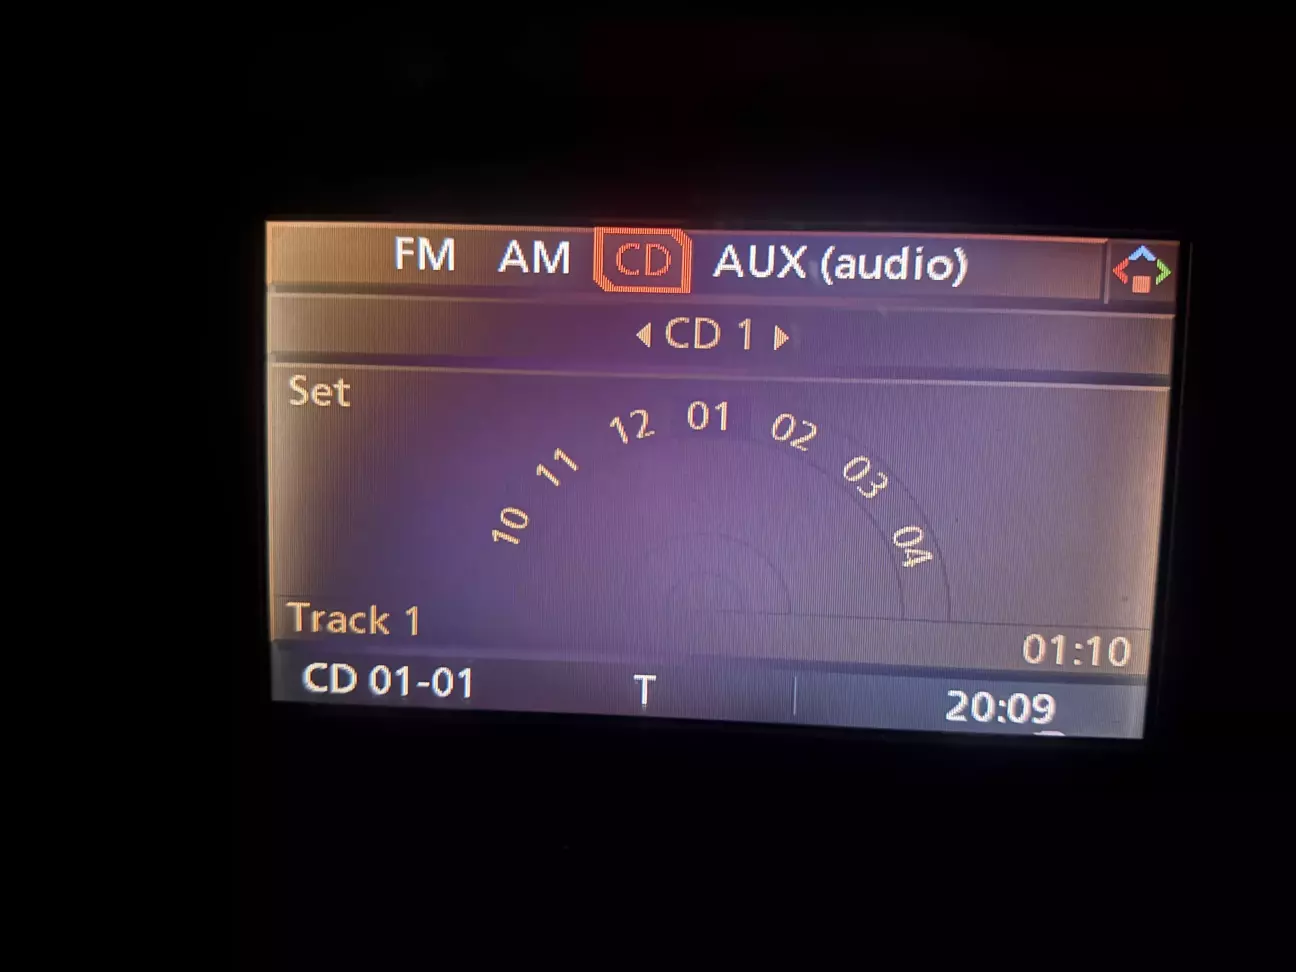 FM AM CD AUX (audio)
CD 1
Set
10 11 12 01 02 03 04
Track 1
01:10
CD 01-01 T 20:09